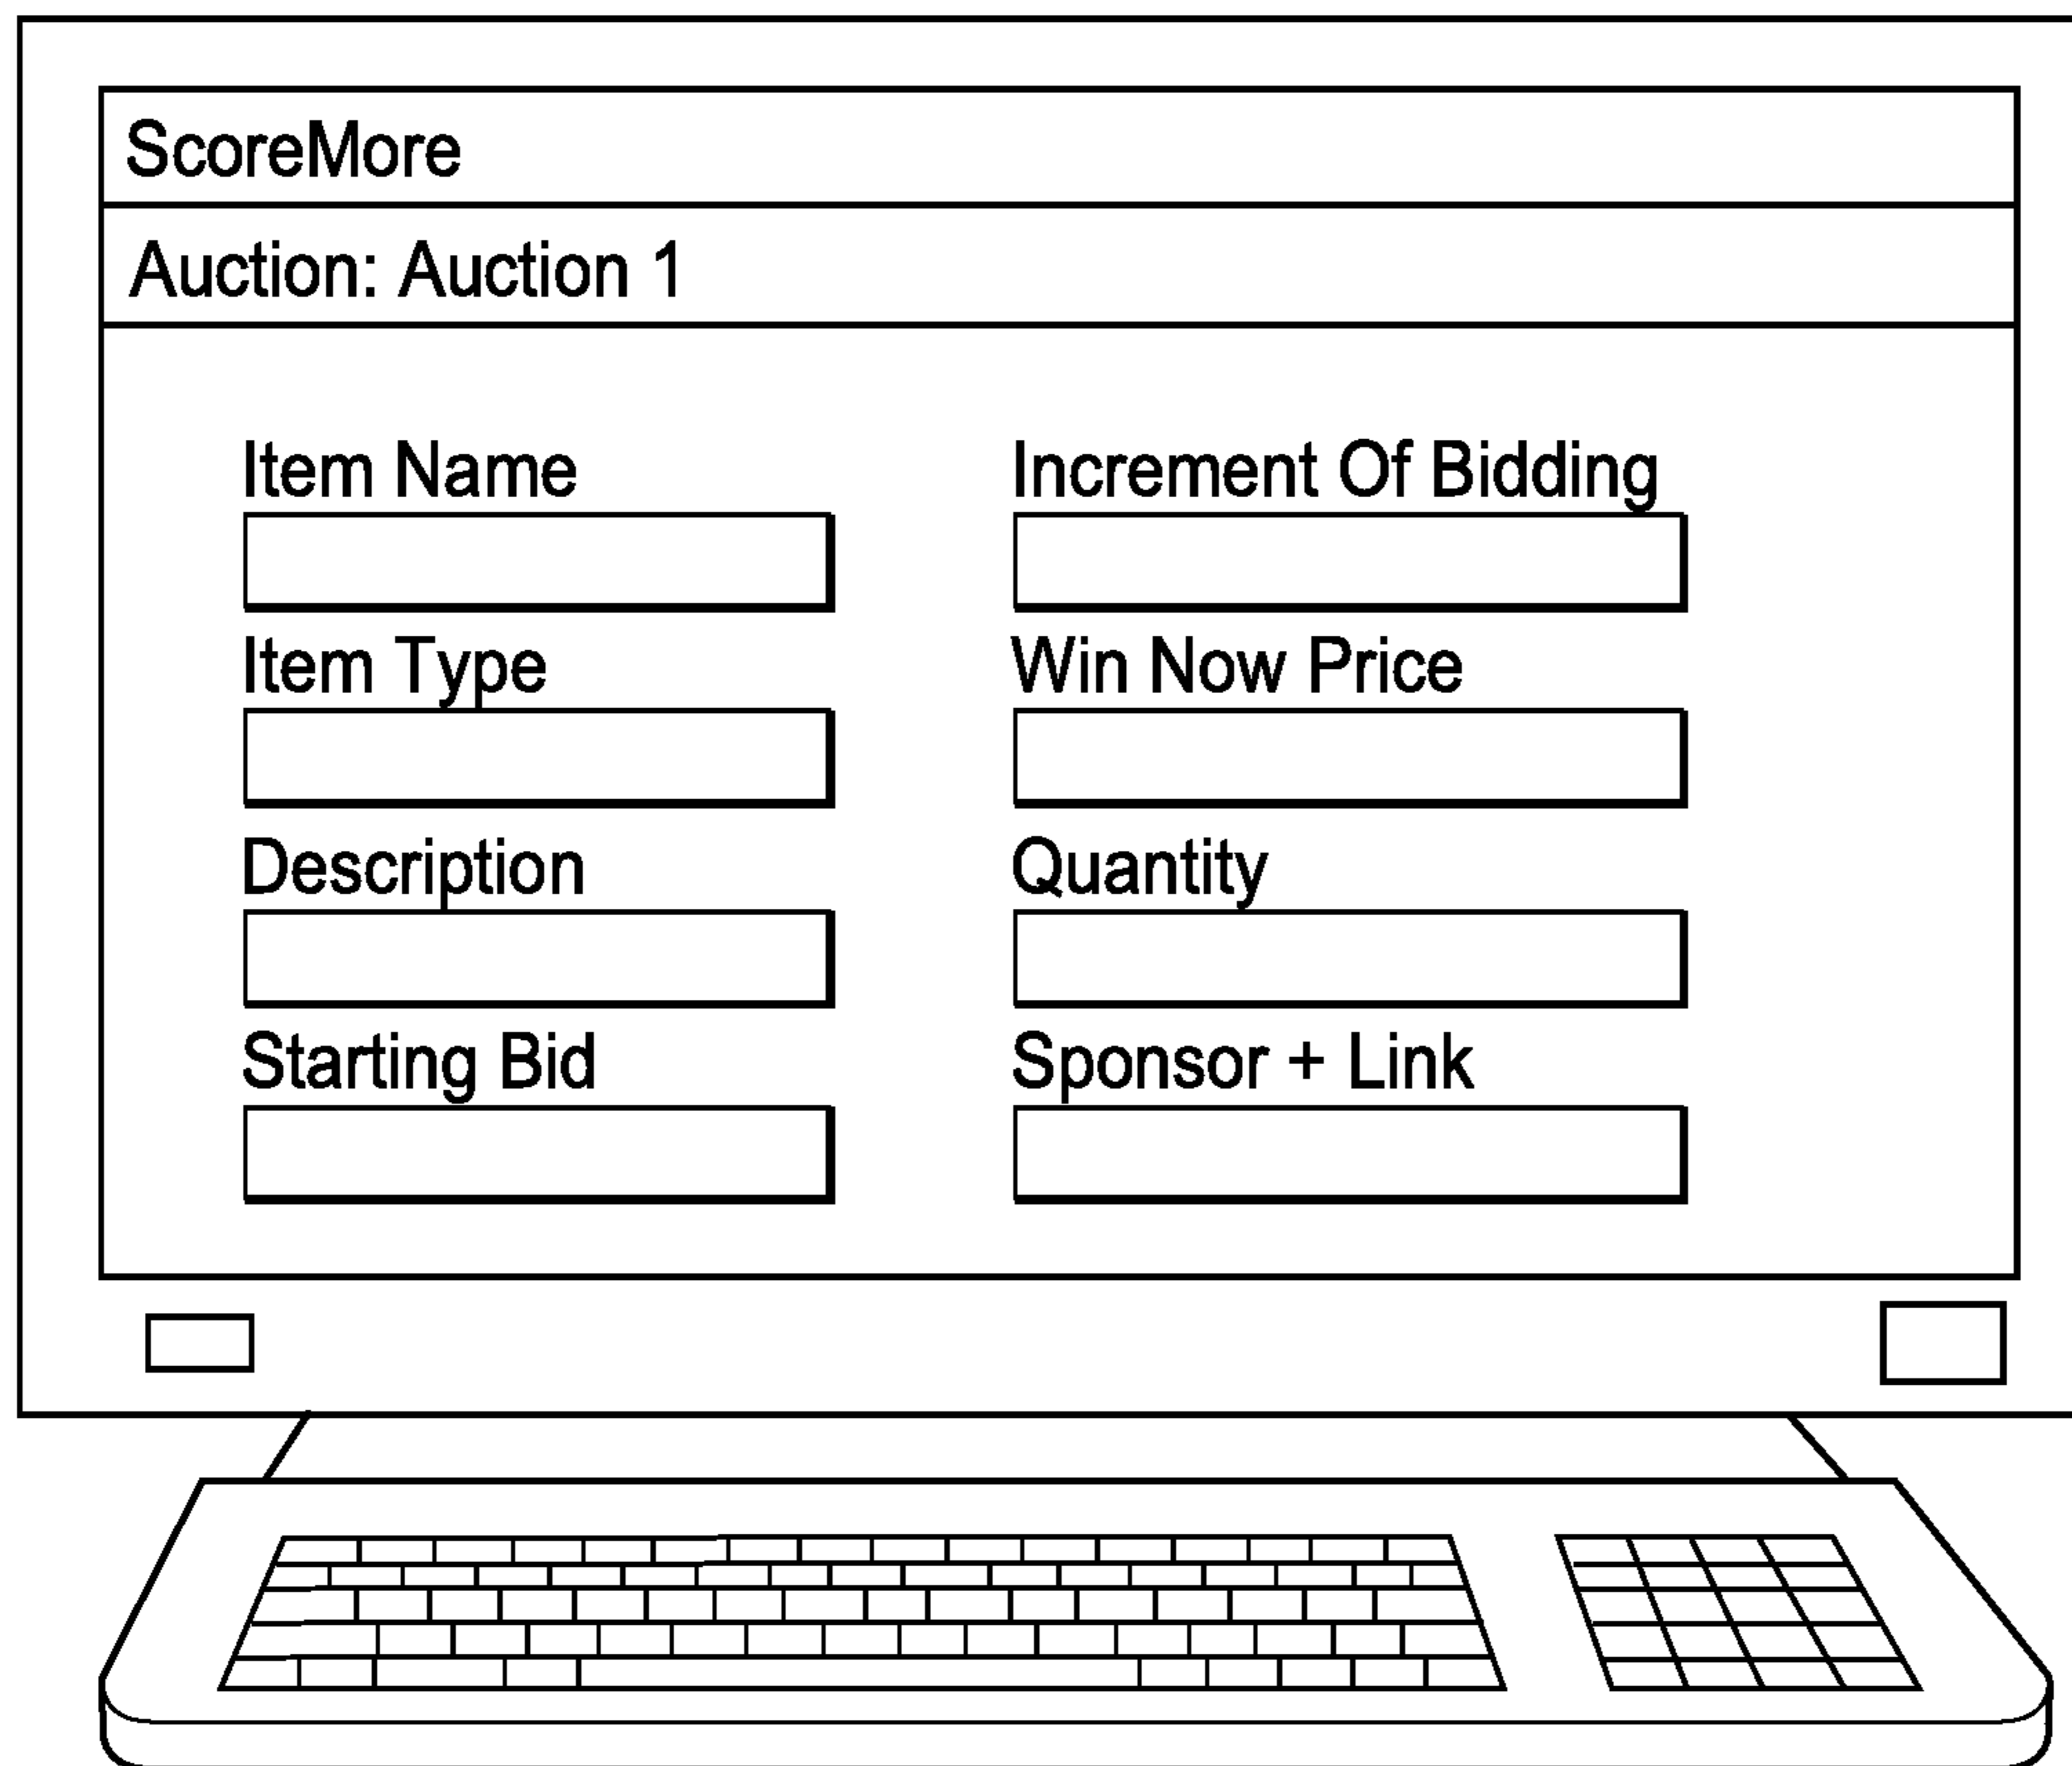 ScoreMore
Auction: Auction 1
Item Name
Increment Of Bidding
Item Type
Win Now Price
Description
Quantity
Starting Bid
Sponsor + Link